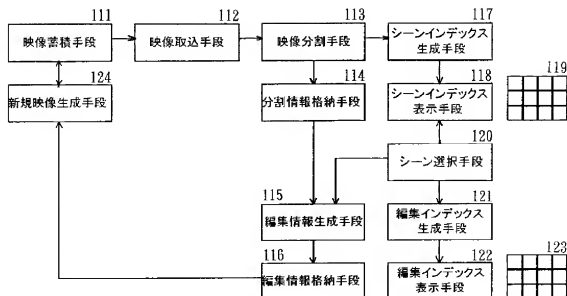 111
112
113
117
映像蓄積手段
映像取込手段
映像分割手段
シーンインデックス
生成手段
124
114
118
119
新規映像生成手段
分割情報格納手段
シーンインデックス
表示手段
120
シーン選択手段
115
121
編集情報生成手段
編集インデックス
生成手段
116
122
123
編集情報格納手段
編集インデックス
表示手段